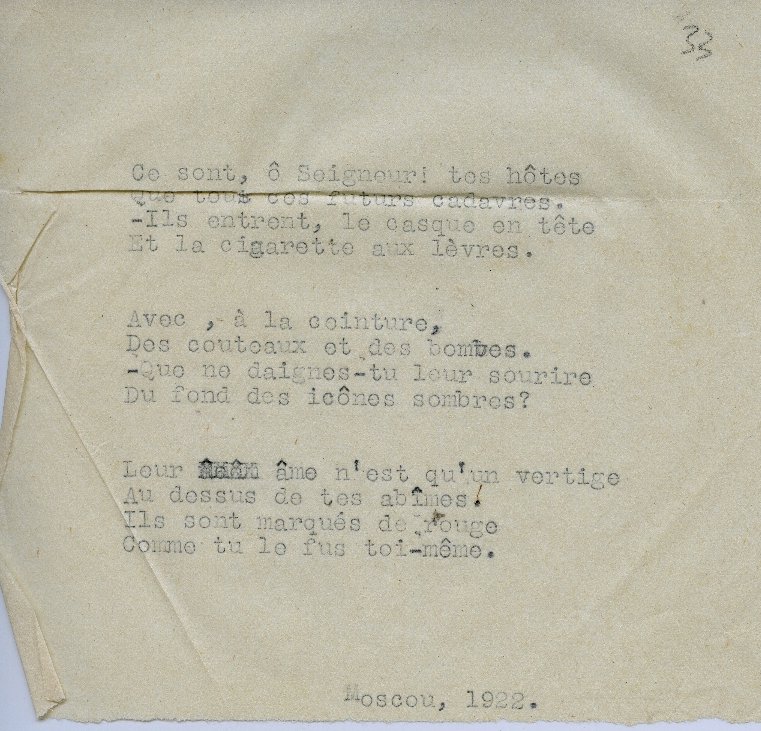 33
Ce sont, ô Seigneur! tes hôtes
Que tous ces futurs cadavres.
-Ils entrent, le casque en tête
Et la cigarette aux lèvres.
Avec ,- à la ceinture,
Des couteaux et des bombes.
-Que ne daignes-tu leur sourire
Du fond des icônes sombres?
Leur âme n'est qu'un vertige
Au dessus de tes abîmes.
Ils sont marqués de rouge
Comme tu le fus toi-même.
Moscou, 1922.